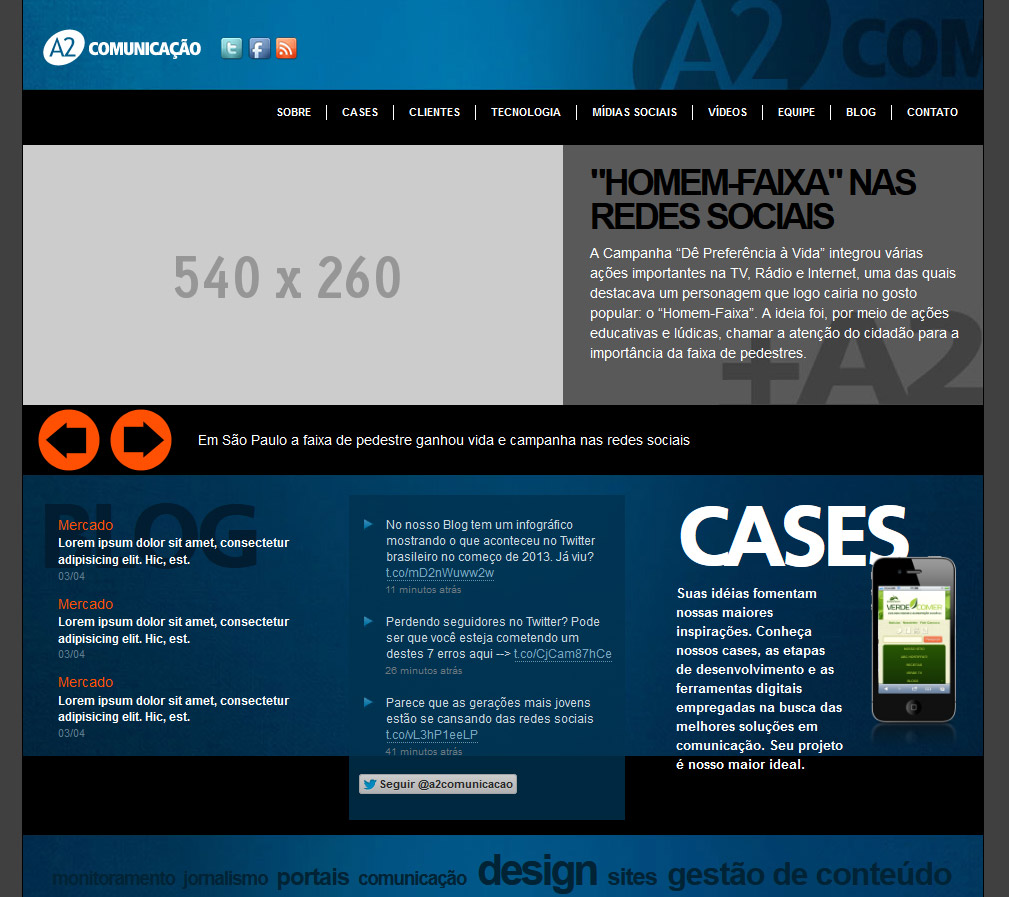 A2 COMUNICAÇÃO
A2 COM
SOBRE
CASES
CLIENTES
TECNOLOGIA
MÍDIAS SOCIAIS
VÍDEOS
EQUIPE
BLOG
CONTATO
540 x 260
"HOMEM-FAIXA" NAS
REDES SOCIAIS
A Campanha “Dê Preferência à Vida” integrou várias
ações importantes na TV, Rádio e Internet, uma das quais
destacava um personagem que logo cairia no gosto
popular: o “Homem-Faixa”. A ideia foi, por meio de ações
educativas e lúdicas, chamar a atenção do cidadão para a
importância da faixa de pedestres.
+A2
Em São Paulo a faixa de pedestre ganhou vida e campanha nas redes sociais
BLOG
Mercado
Lorem ipsum dolor sit amet, consectetur
adipisicing elit. Hic, est.
03/04
Mercado
Lorem ipsum dolor sit amet, consectetur
adipisicing elit. Hic, est.
03/04
Mercado
Lorem ipsum dolor sit amet, consectetur
adipisicing elit. Hic, est.
03/04
No nosso Blog tem um infográfico
mostrando o que aconteceu no Twitter
brasileiro no começo de 2013. Já viu?
t.co/mD2nWuww2w
11 minutos atrás
Perdendo seguidores no Twitter? Pode
ser que você esteja cometendo um
destes 7 erros aqui --> t.co/CjCam87hCe
26 minutos atrás
Parece que as gerações mais jovens
estão se cansando das redes sociais
t.co/vL3hP1eeLP
41 minutos atrás
Seguir @a2comunicacao
CASES
Suas idéias fomentam
nossas maiores
inspirações. Conheça
nossos cases, as etapas
de desenvolvimento e as
ferramentas digitais
empregadas na busca das
melhores soluções em
comunicação. Seu projeto
é nosso maior ideal.
VERDE COMER
monitoramento jornalismo portais comunicação design sites gestão de conteúdo